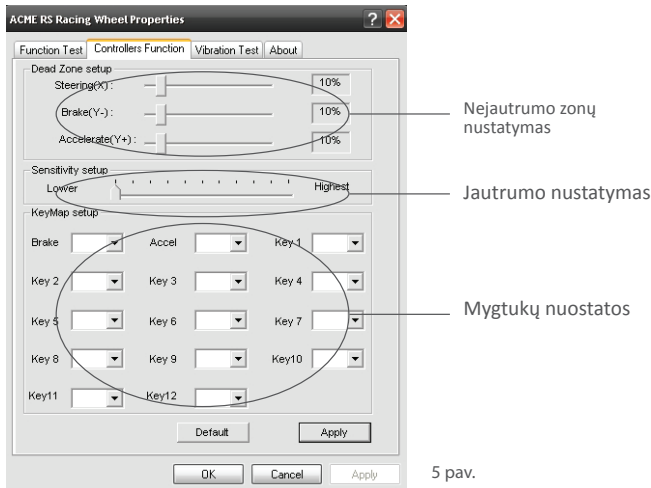 ACME RS Racing Wheel Properties
Function Test Controllers Function Vibration Test About
Dead Zone setup
Steering(X) : 10%
Brake(Y-) : 10%
Accelerate(Y+) : 10%
Nejautrumo zonų
nustatymas
Sensitivity setup
Lower Highest
Jautrumo nustatymas
KeyMap setup
Brake Accel Key 1
Key 2 Key 3 Key 4
Mygtukų nuostatos
Key 5 Key 6 Key 7
Key 8 Key 9 Key10
Key11 Key12
Default Apply
OK Cancel Apply
5 pav.